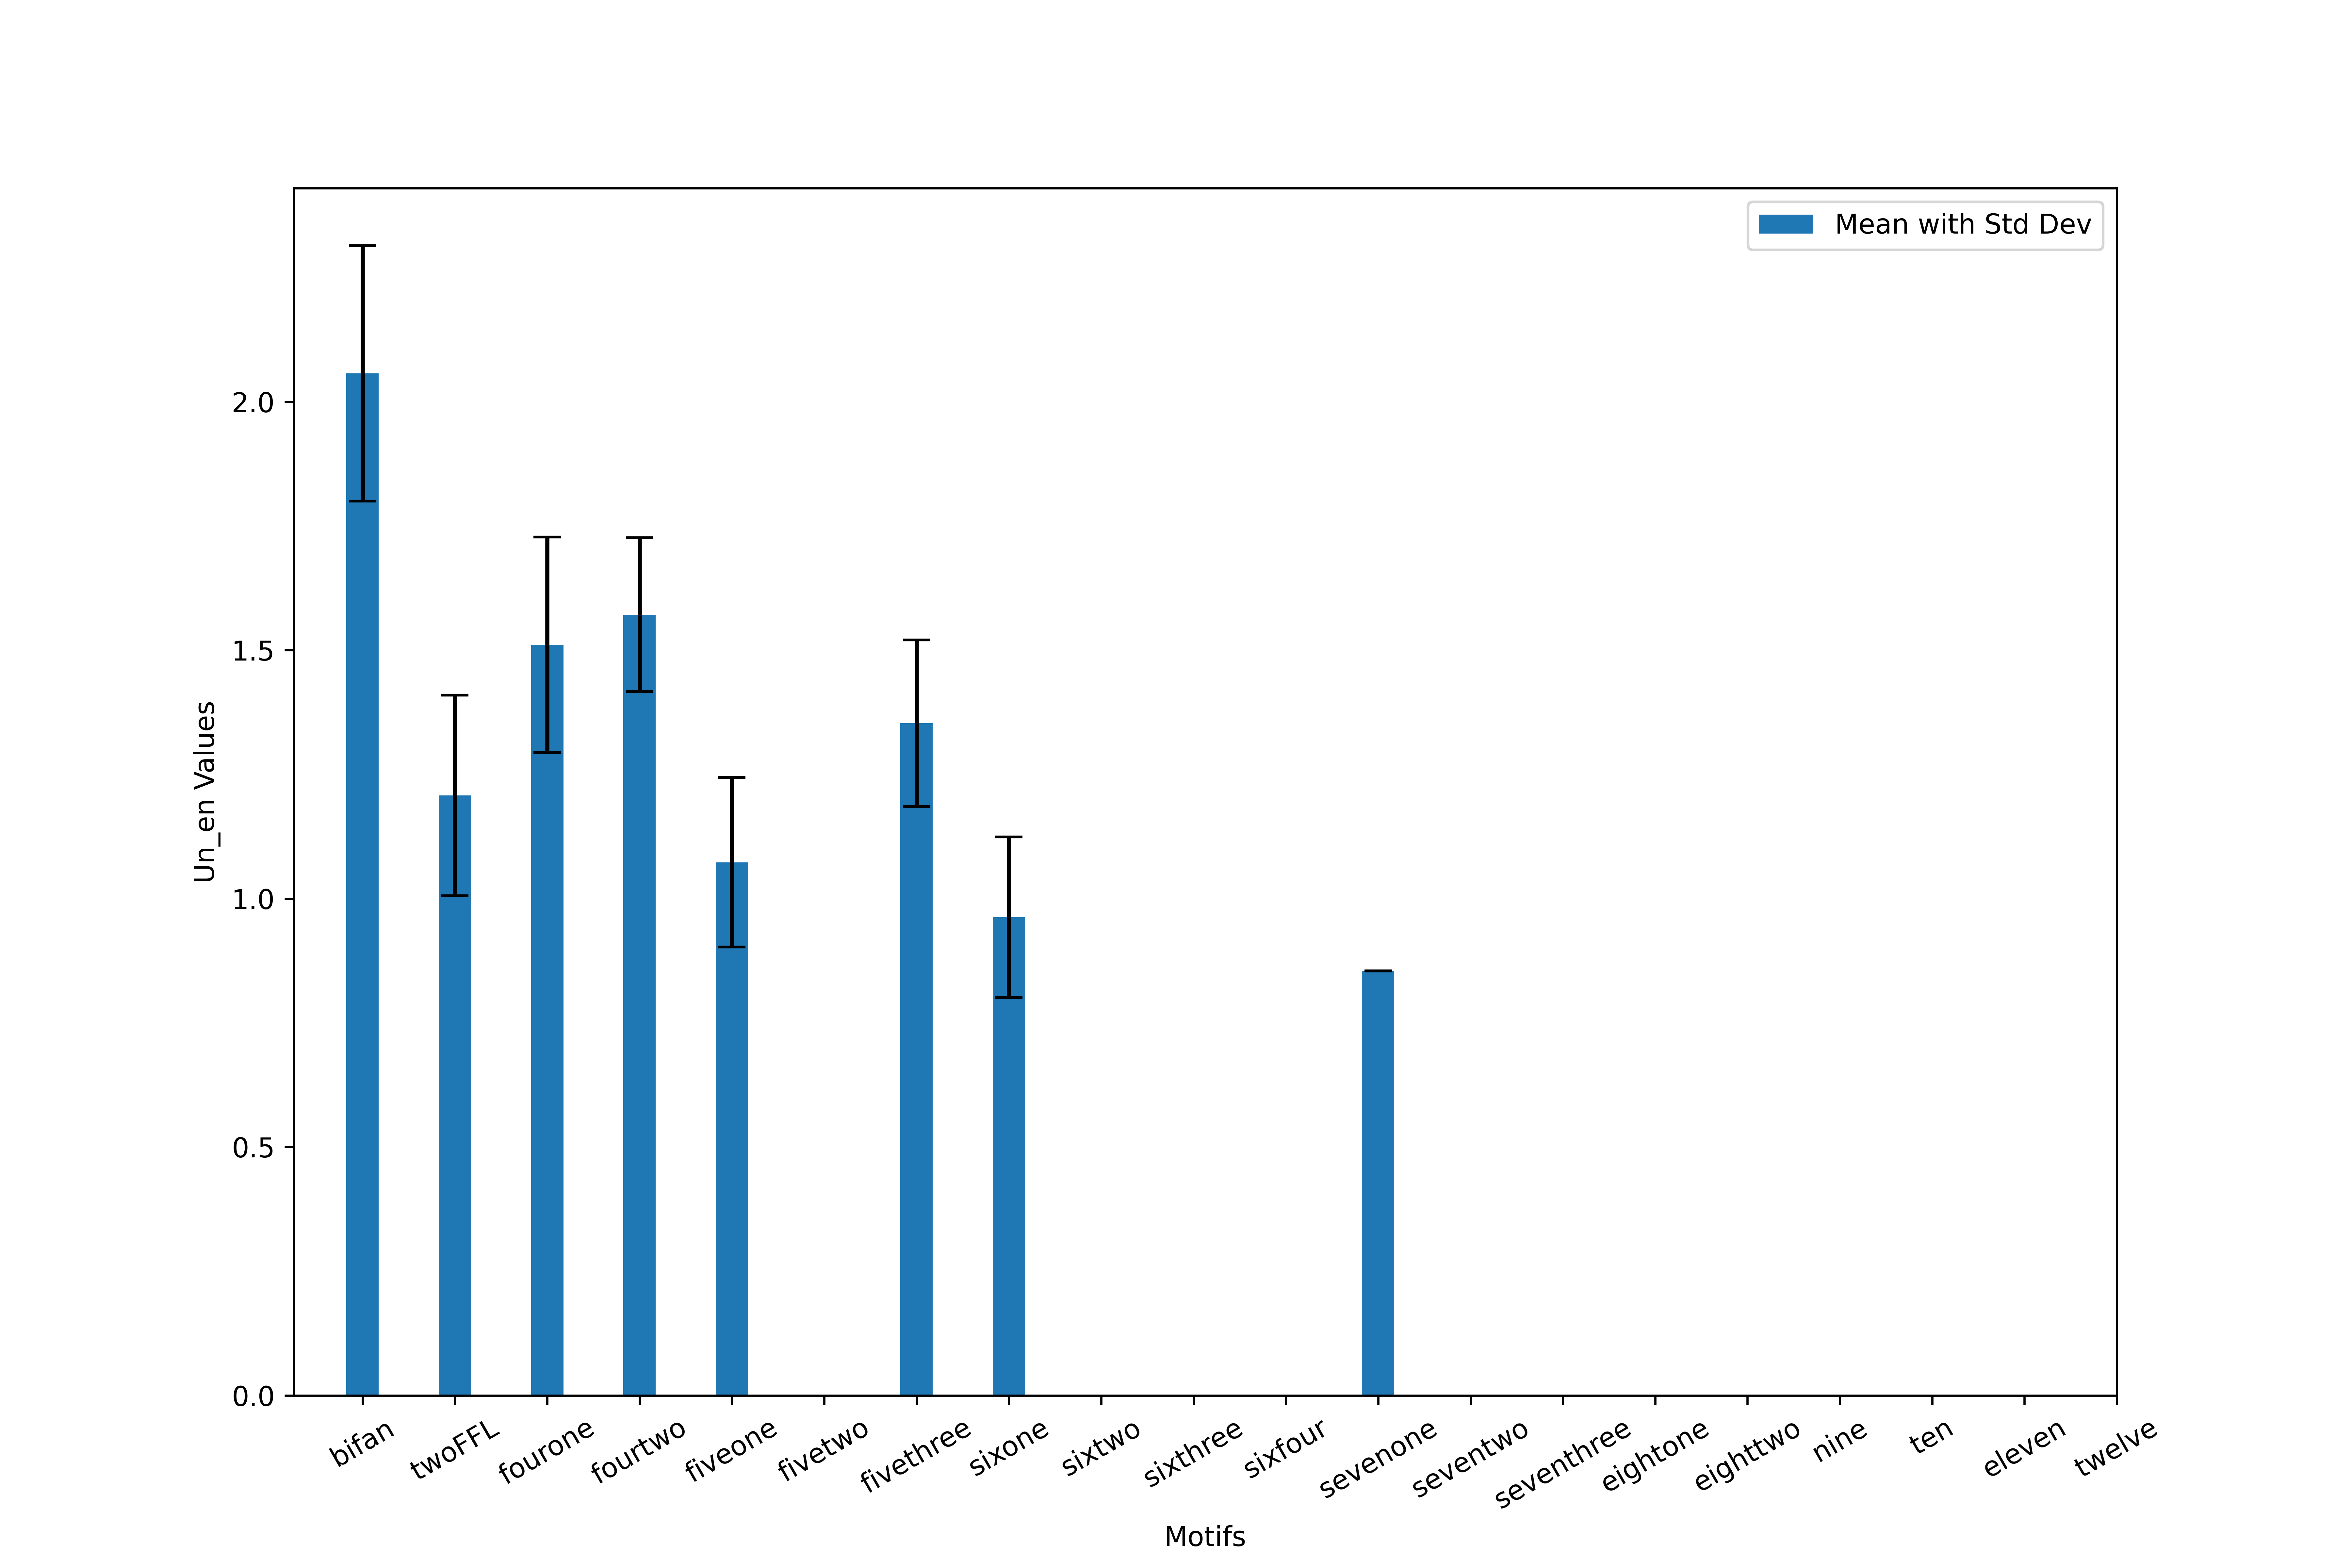 Mean with Std Dev
2.0
1.5
1.0
0.5
0.0
Un_en Values
bifan
twoFFL
fourone
fourtwo
fiveone
fivetwo
fivethree
sixone
sixtwo
sixthree
sixfour
sevenone
seventwo
seventhree
eightone
eighttwo
nine
ten
eleven
twelve
Motifs